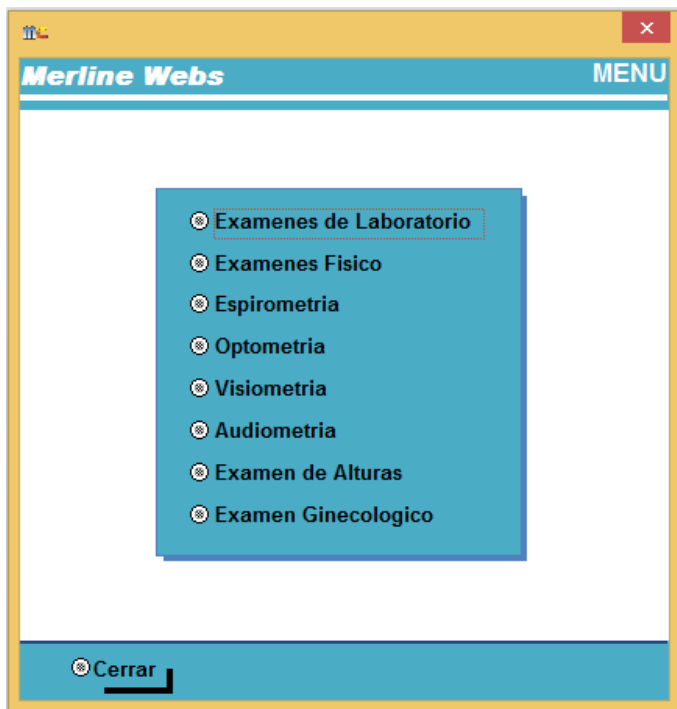 Merline Webs
MENU
Examenes de Laboratorio
Examenes Fisico
Espirometria
Optometria
Visiometria
Audiometria
Examen de Alturas
Examen Ginecologico
Cerrar